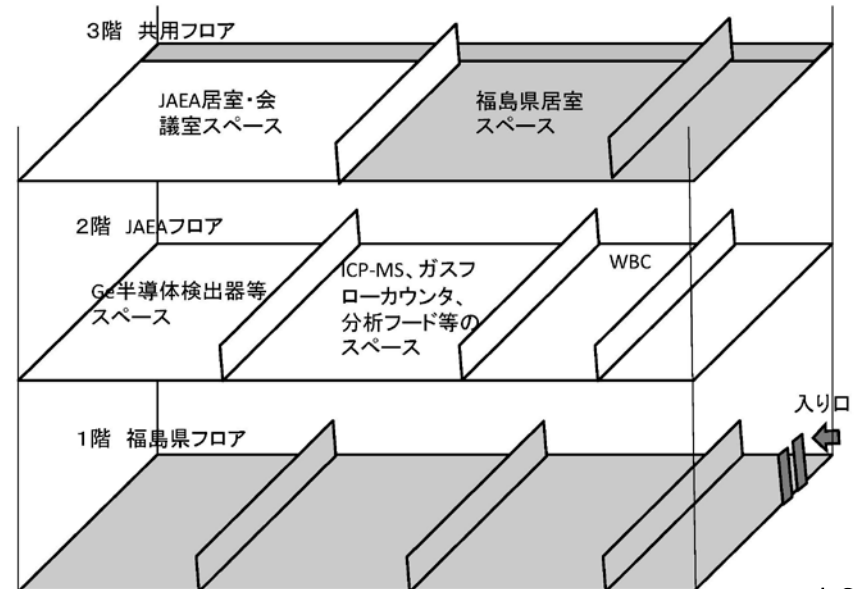 3階 共用フロア
JAEA居室・会
議室スペース
福島県居室
スペース
2階 JAEAフロア
Ge半導体検出器等
スペース
ICP-MS、ガスフ
ローカウンタ、
分析フード等の
スペース
WBC
入り口
1階 福島県フロア